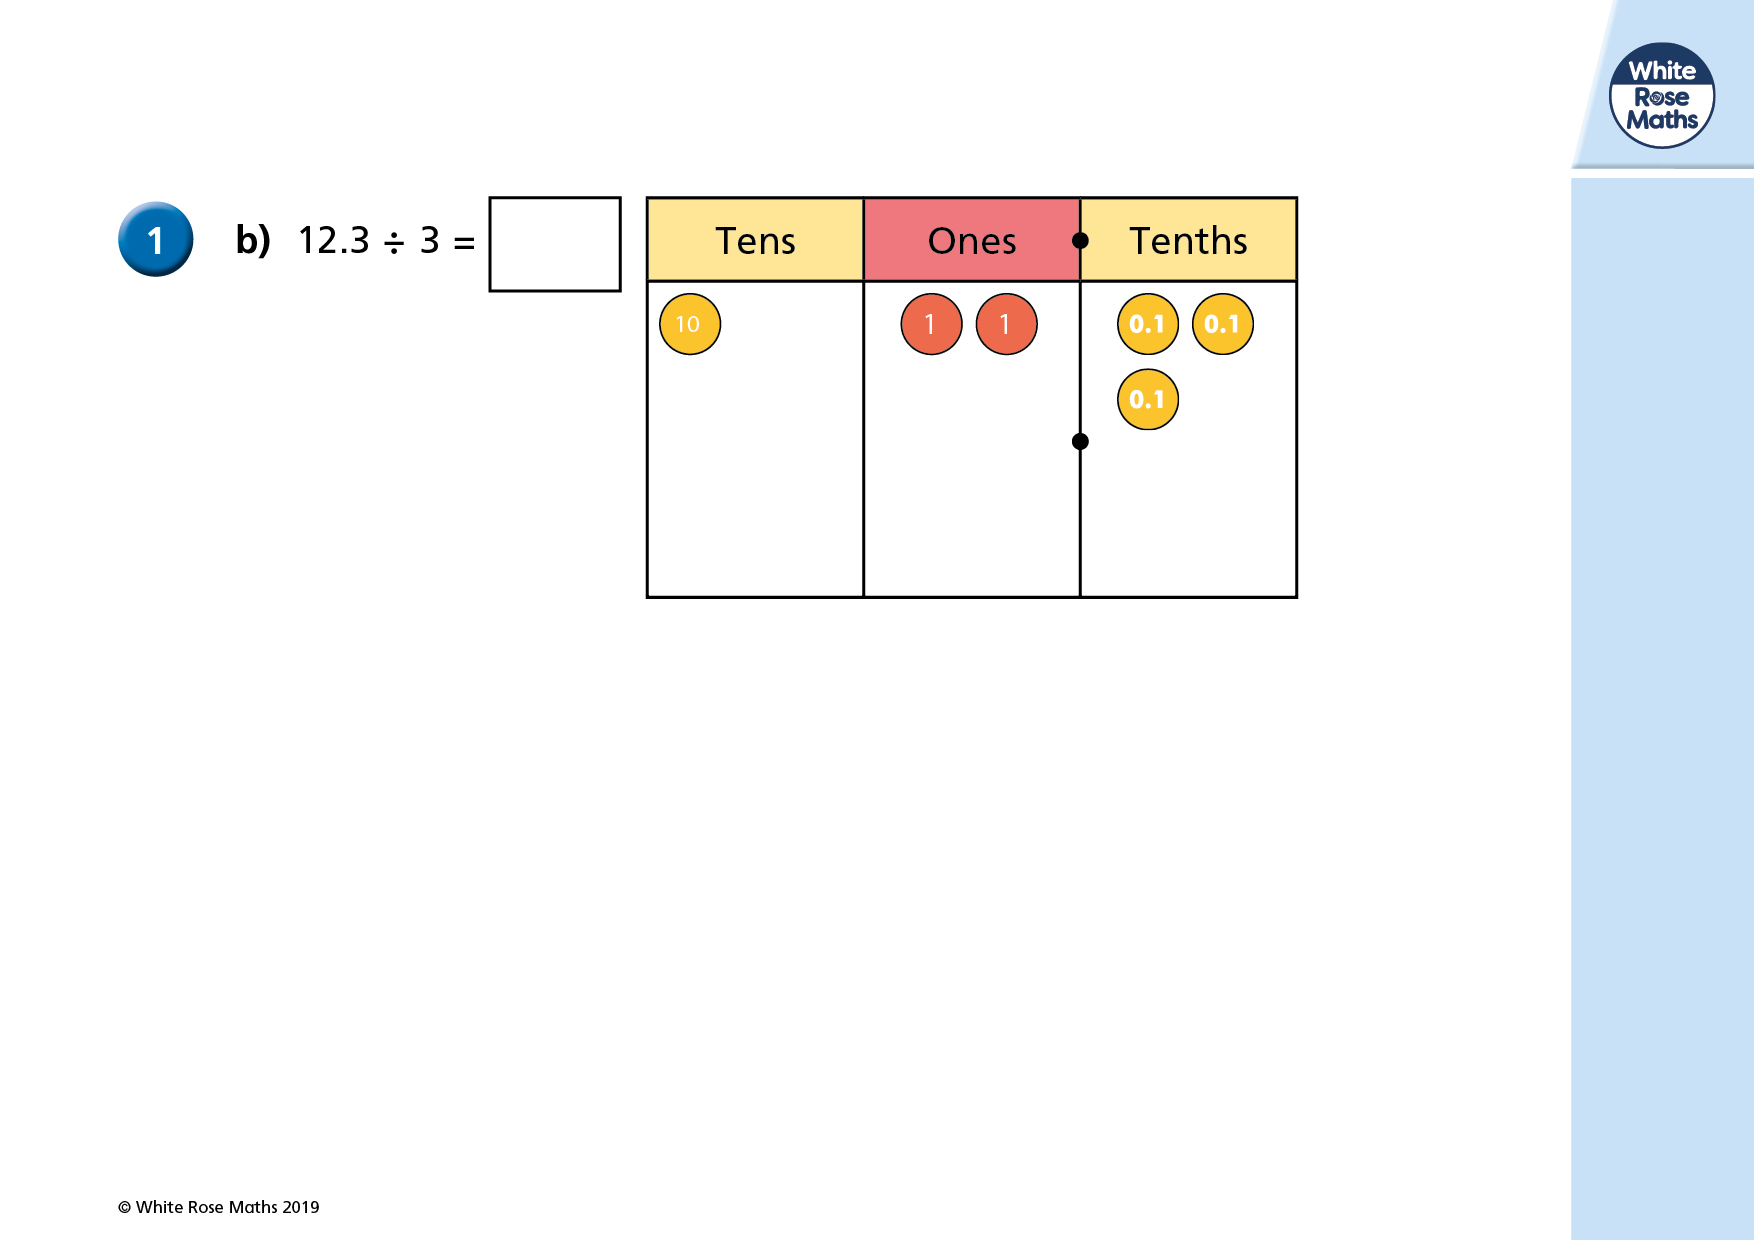 White
Rose
Maths
1 b) 12.3 ÷ 3 =
Tens Ones Tenths
10 1 1 0.1 0.1
0.1
© White Rose Maths 2019